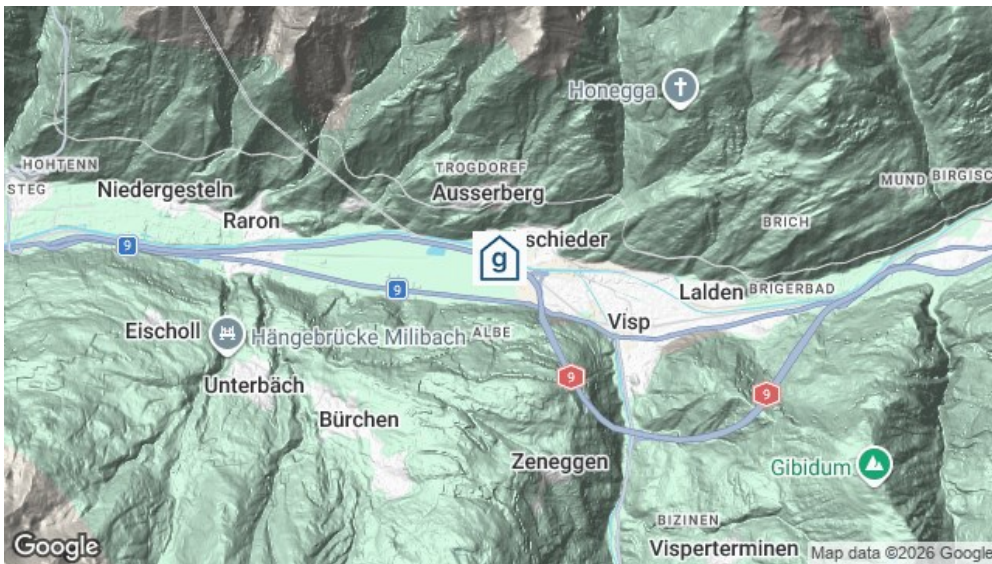 Honegga
HOHTENN
TROGDOREF
STEG
Niedergesteln
Ausserberg
MUND
BIRGISC
Raron
BRICH
schieder
9
g
9
Lalden
BRIGERBAD
Eischoll
Hängebrücke Milibach
ALBE
Visp
Unterbäch
9
9
Bürchen
Zeneggen
Gibidum
BIZINEN
Visperterminen
Google
Map data ©2026 Google